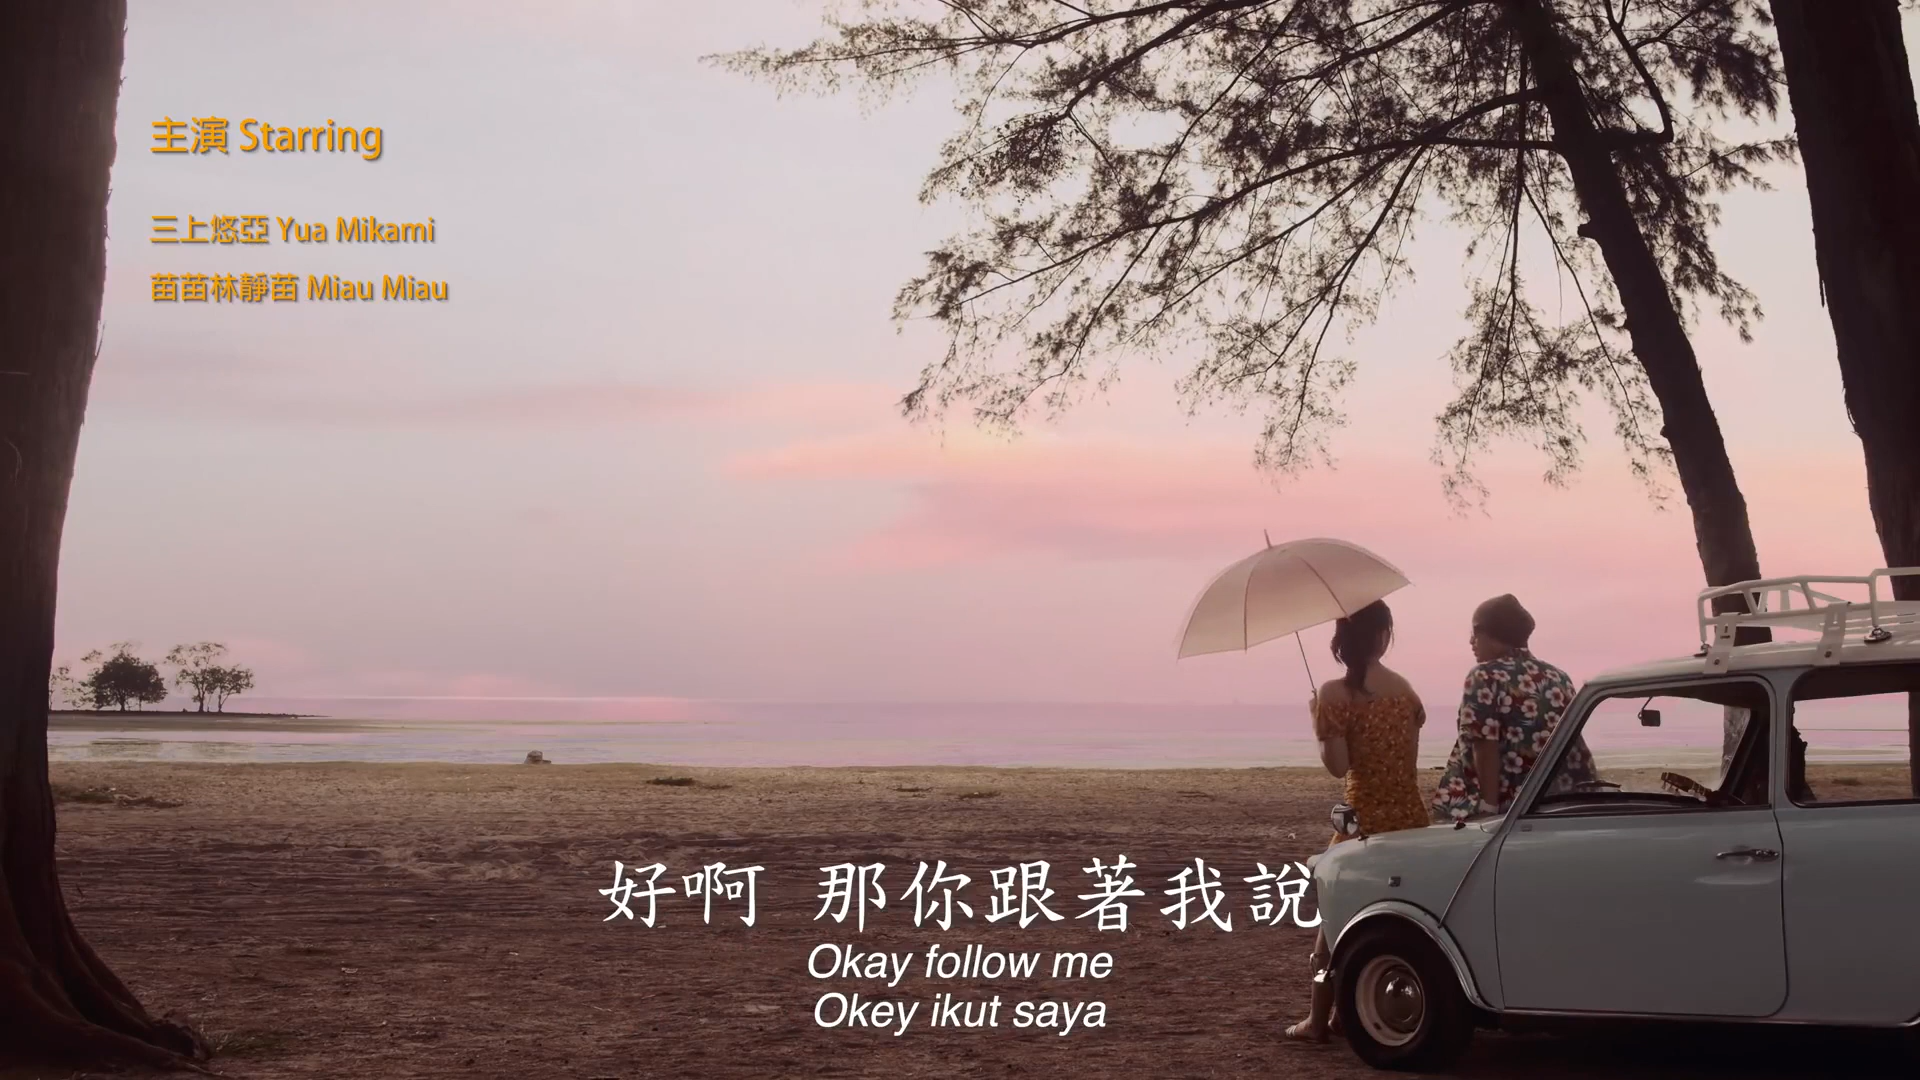 主演 Starring
三上悠亞 Yua Mikami
苗苗林靜苗 Miau Miau
好啊 那你跟著我說
Okay follow me
Okey ikut saya